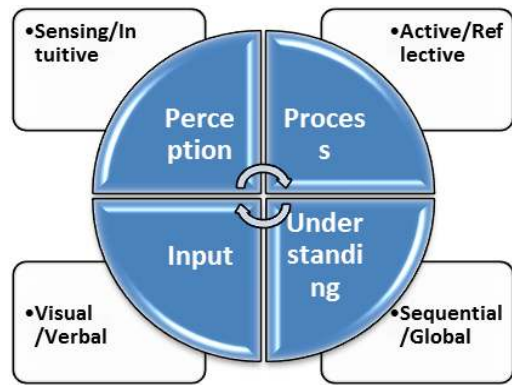 •Sensing/In
tuitive
•Active/Ref
lective
Perce
ption
Proces
s
Input
Under
standi
ng
•Visual
/Verbal
•Sequential
/Global